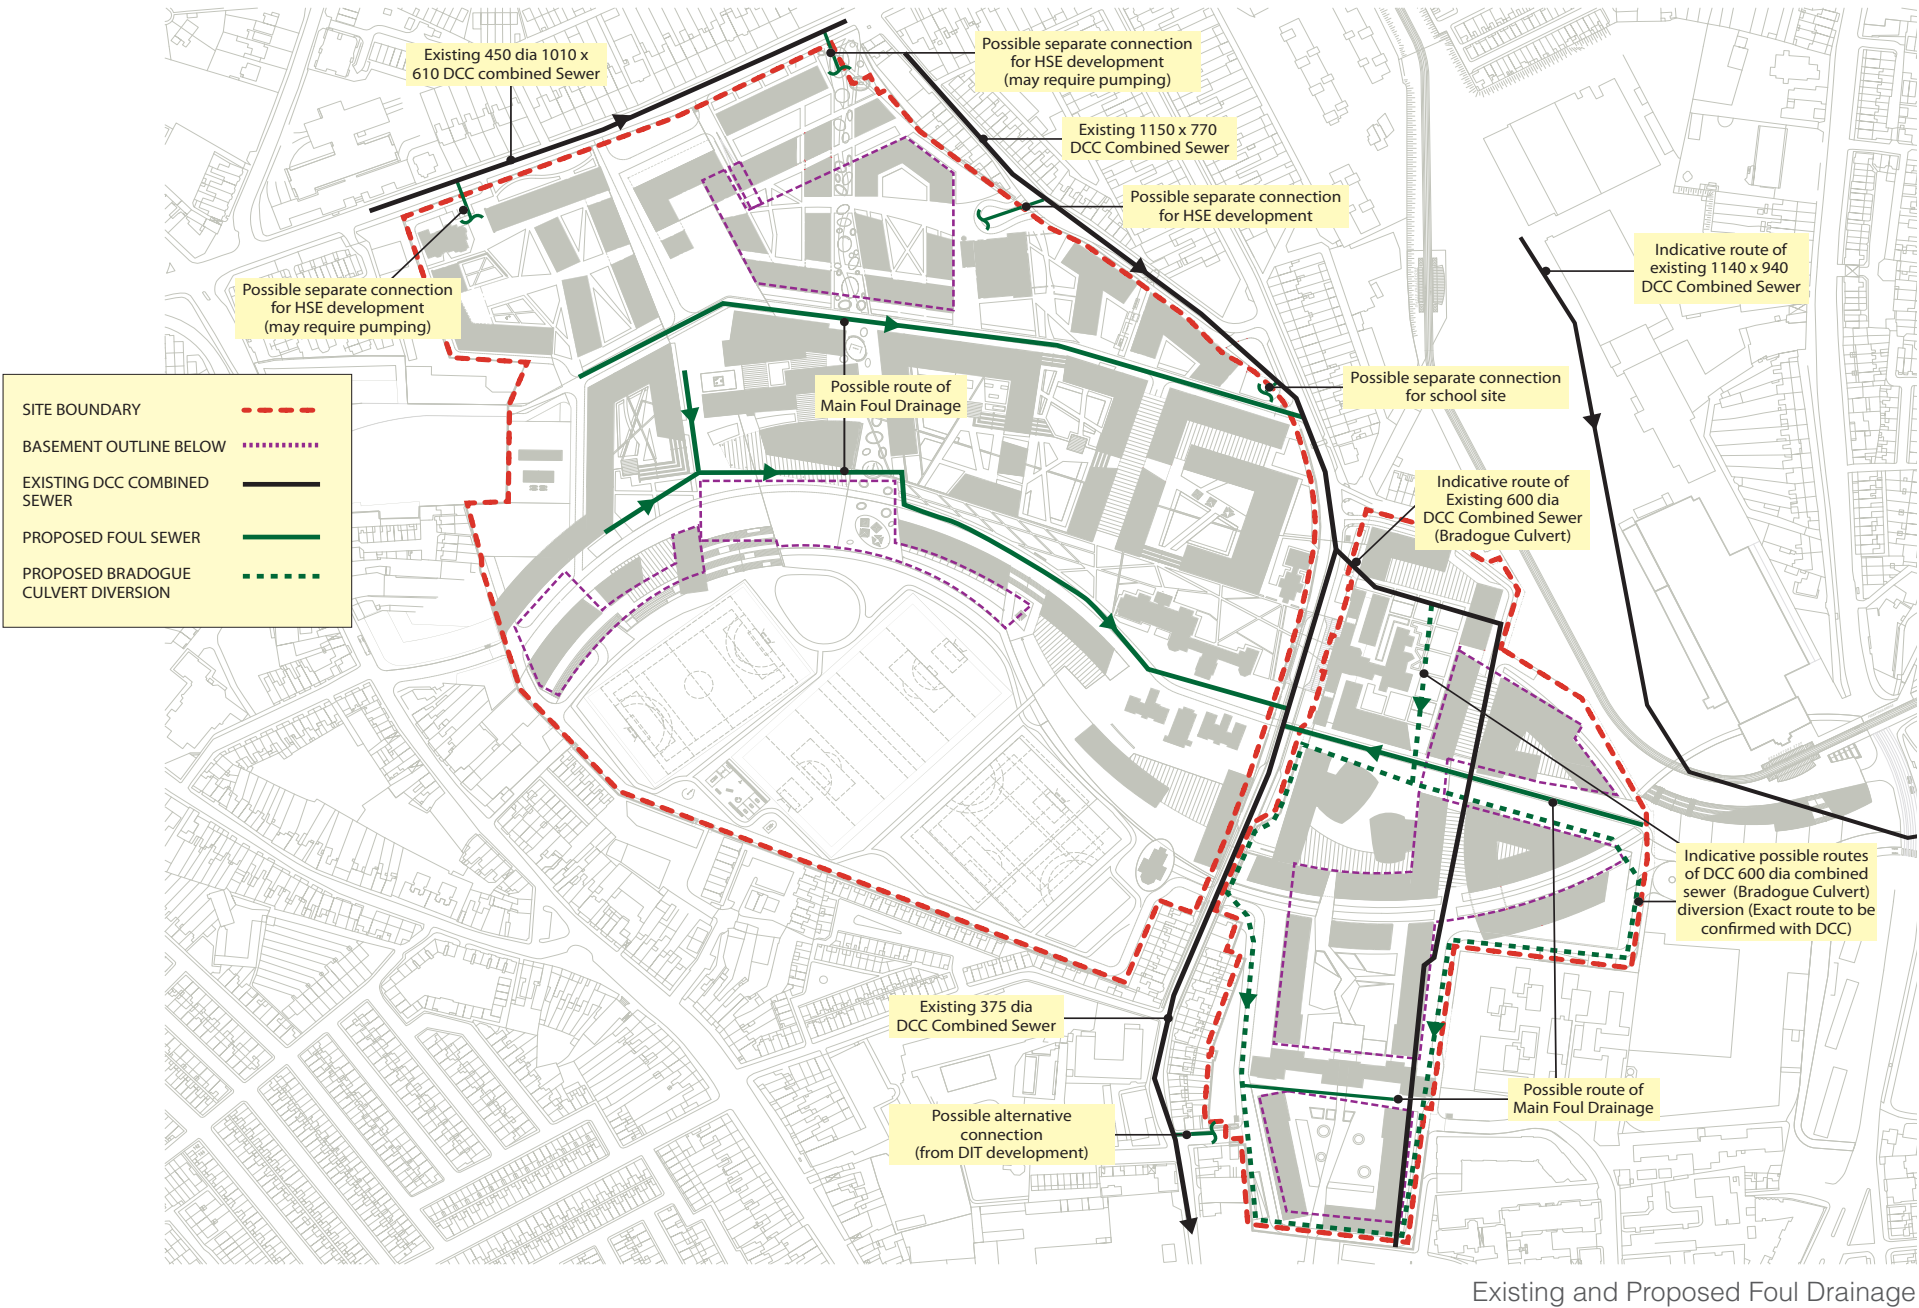 Existing 450 dia 1010 x
610 DCC combined Sewer
Possible separate connection
for HSE development
(may require pumping)
Existing 1150 x 770
DCC Combined Sewer
Possible separate connection
for HSE development
Indicative route of
existing 1140 x 940
DCC Combined Sewer
Possible separate connection
for HSE development
(may require pumping)
Possible route of
Main Foul Drainage
Possible separate connection
for school site
SITE BOUNDARY
BASEMENT OUTLINE BELOW
EXISTING DCC COMBINED
SEWER
PROPOSED FOUL SEWER
PROPOSED BRADOGUE
CULVERT DIVERSION
Indicative route of
Existing 600 dia
DCC Combined Sewer
(Bradogue Culvert)
Indicative possible routes
of DCC 600 dia combined
sewer (Bradogue Culvert)
diversion (Exact route to be
confirmed with DCC)
Existing 375 dia
DCC Combined Sewer
Possible route of
Main Foul Drainage
Possible alternative
connection
(from DIT development)
Existing and Proposed Foul Drainage